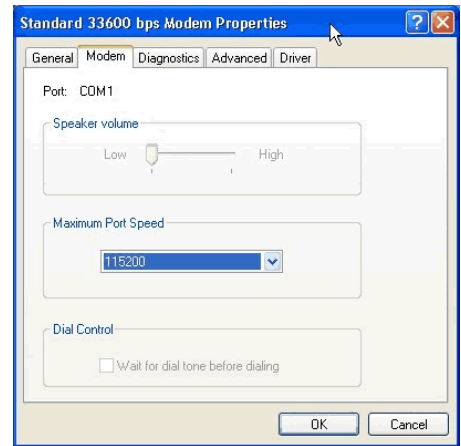 Standard 33600 bps Modem Properties
General Modem Diagnostics Advanced Driver
Port: COM1
Speaker volume
Low High
Maximum Port Speed
115200
Dial Control
Wait for dial tone before dialing
OK Cancel